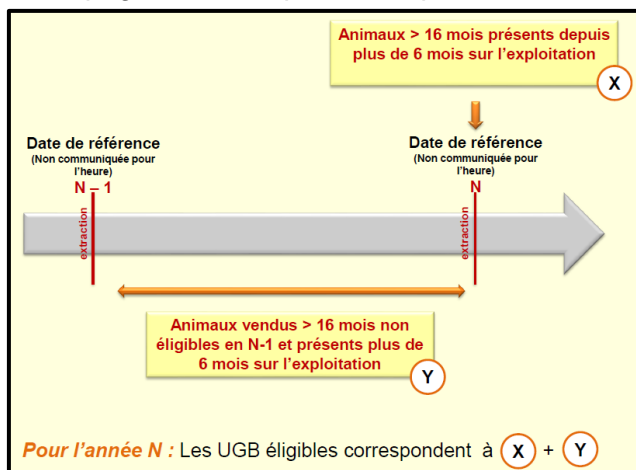 Animaux > 16 mois présents depuis
plus de 6 mois sur l'exploitation
X
Date de référence
(Non communiquée pour
l'heure)
N – 1
Date de référence
(Non communiquée pour
l'heure)
N
extraction
extraction
Animaux vendus > 16 mois non
éligibles en N-1 et présents plus de
6 mois sur l'exploitation
Y
Pour l'année N : Les UGB éligibles correspondent à X + Y